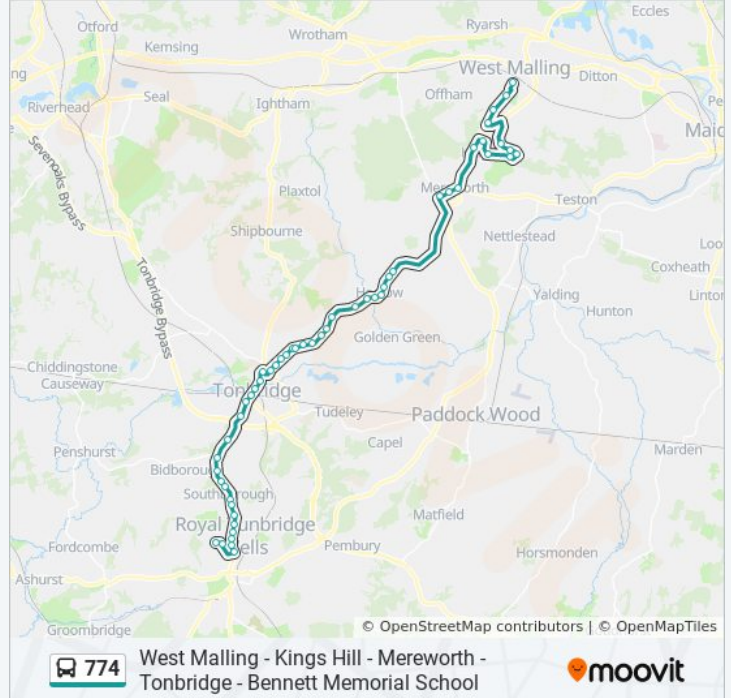 Eccles
Otford
Wrotham
Ryarsh
Kensing
West Malling
Ditton
Seal
Offham
Riverhead
Ightham
Maid
Sevenoaks Bypass
Plaxtol
Teston
Shipbourne
Nettlestead
Loo
Coxheath
Tonbridge Bypass
Yalding
Linton
Hunton
Golden Green
Chiddingstone
Causeway
Tonbridge
Tudeley
Paddock Wood
Capel
Marden
Penshurst
Bidborough
Southborough
Matfield
Royal Tunbridge
Wells
Fordcombe
Pembury
Horsmonden
Ashurst
Groombridge
© OpenStreetMap contributors | © OpenMapTiles
774
West Malling - Kings Hill - Mereworth -
Tonbridge - Bennett Memorial School
moovit